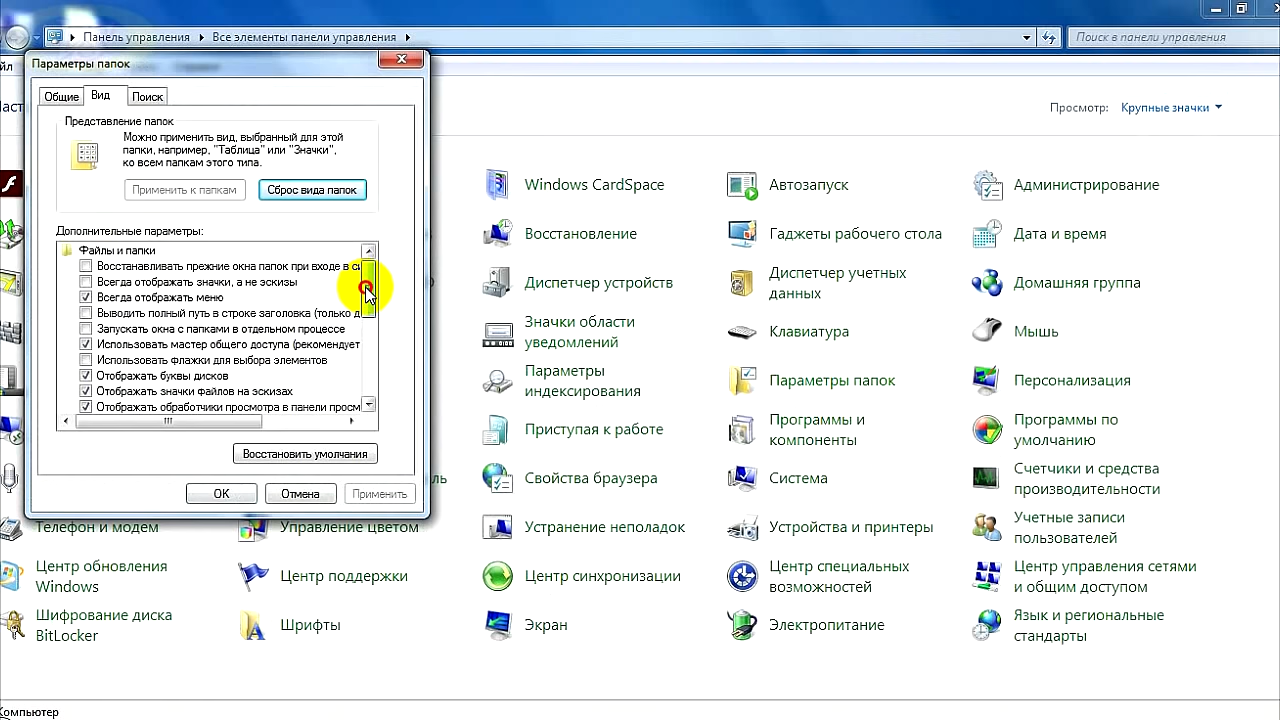 Панель управления
Все элементы панели управления
Поиск в панели управления
Параметры папок
Общие
Вид
Поиск
Просмотр:
Крупные значки
Представление папок
Можно применить вид, выбранный для этой
папки, например, "Таблица" или "Значки",
ко всем папкам этого типа.
Применить к папкам
Сброс вида папок
Дополнительные параметры:
Файлы и папки
Восстанавливать прежние окна папок при входе в си
Всегда отображать значки, а не эскизы
Всегда отображать меню
Выводить полный путь в строке заголовка (только д
Запускать окна с папками в отдельном процессе
Использовать мастер общего доступа (рекомендует
Использовать флажки для выбора элементов
Отображать буквы дисков
Отображать значки файлов на эскизах
Отображать обработчики просмотра в панели просм
Восстановить умолчания
OK
Отмена
Применить
Windows CardSpace
Автозапуск
Администрирование
Восстановление
Гаджеты рабочего стола
Дата и время
Диспетчер устройств
Диспетчер учетных
данных
Домашняя группа
Значки области
уведомлений
Клавиатура
Мышь
Параметры
индексирования
Параметры папок
Персонализация
Приступая к работе
Программы и
компоненты
Программы по
умолчанию
Свойства браузера
Система
Счетчики и средства
производительности
Телефон и модем
Управление цветом
Устранение неполадок
Устройства и принтеры
Учетные записи
пользователей
Центр обновления
Windows
Центр поддержки
Центр синхронизации
Центр специальных
возможностей
Центр управления сетями
и общим доступом
Шифрование диска
BitLocker
Шрифты
Экран
Электропитание
Язык и региональные
стандарты
Компьютер